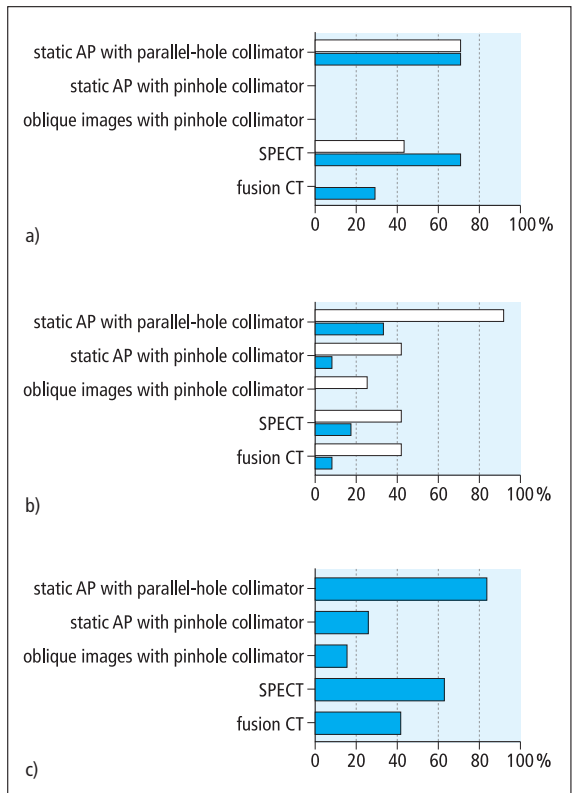 static AP with parallel-hole collimator
static AP with pinhole collimator
oblique images with pinhole collimator
SPECT
fusion CT
0 20 40 60 80 100 %
a)
static AP with parallel-hole collimator
static AP with pinhole collimator
oblique images with pinhole collimator
SPECT
fusion CT
0 20 40 60 80 100 %
b)
static AP with parallel-hole collimator
static AP with pinhole collimator
oblique images with pinhole collimator
SPECT
fusion CT
0 20 40 60 80 100 %
c)